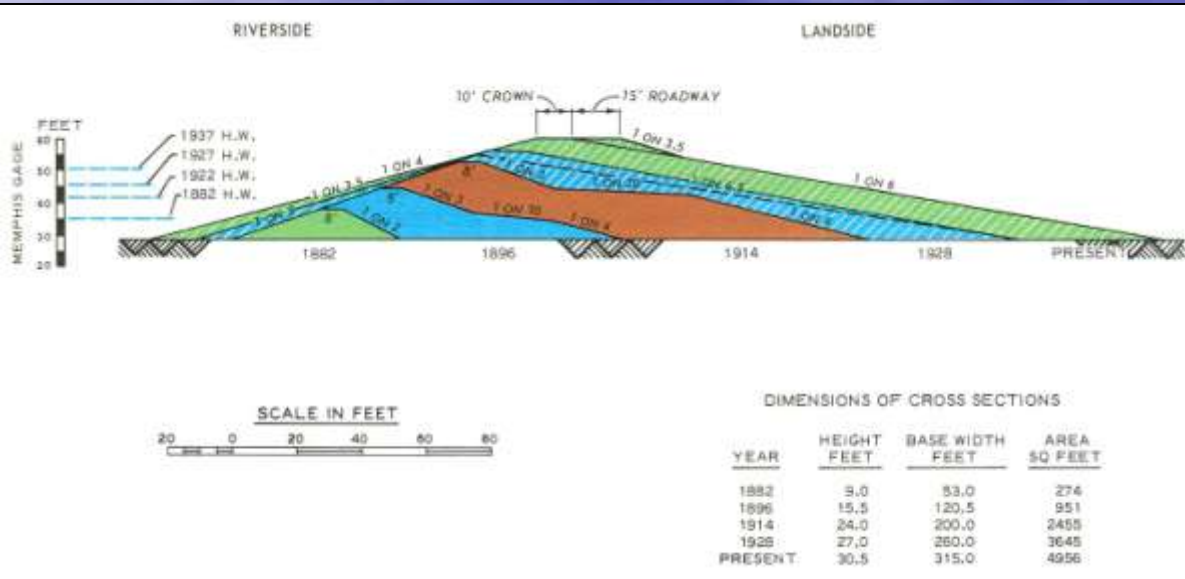 RIVERSIDE
LANDSIDE
10' CROWN
15' ROADWAY
FEET
MEMPHIS GAGE
60
50
40
30
20
1937 H.W.
1927 H.W.
1922 H.W.
1882 H.W.
1 ON 4
1 ON 3.5
1 ON 3
1 ON 3.5
8'
8'
1 ON 2
1 ON 3
1 ON 10
1 ON 4
1 ON 6
1882
1896
1914
1928
PRESENT
SCALE IN FEET
20 0 20 40 60 80
DIMENSIONS OF CROSS SECTIONS
YEAR HEIGHT FEET BASE WIDTH FEET AREA SQ FEET
1882 9.0 53.0 274
1896 15.5 120.5 951
1914 24.0 200.0 2455
1928 27.0 260.0 3645
PRESENT 30.5 315.0 4956